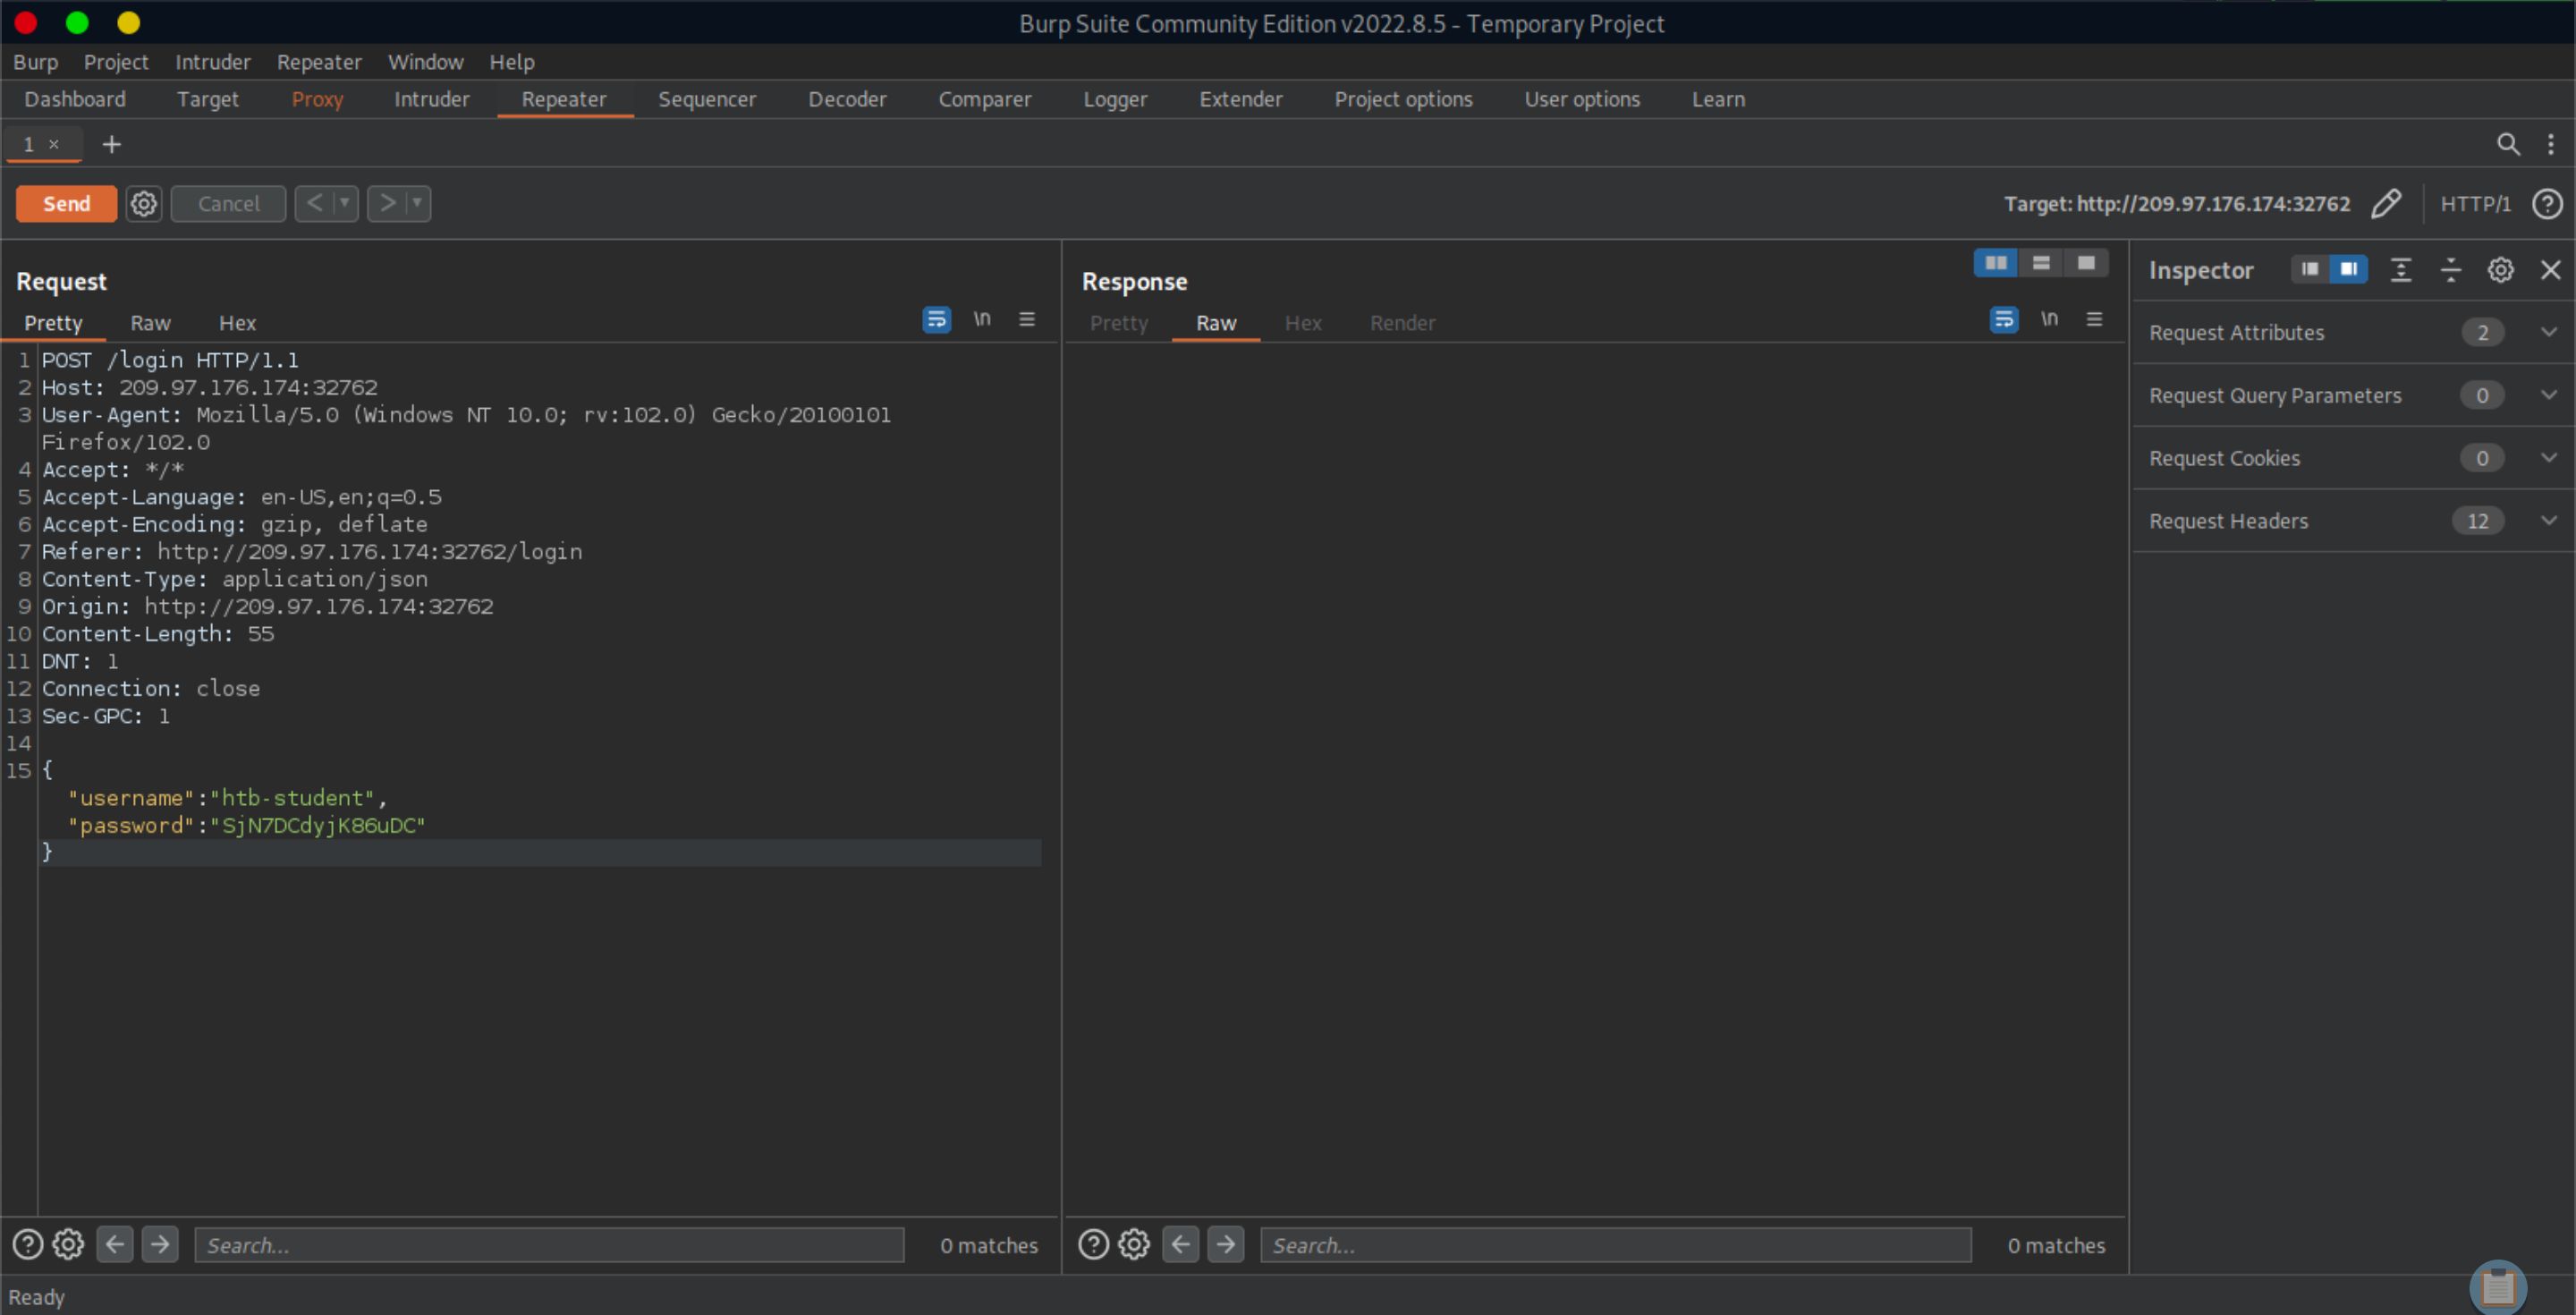 Burp Suite Community Edition v2022.8.5 - Temporary Project
Burp Project Intruder Repeater Window Help
Dashboard Target Proxy Intruder Repeater Sequencer Decoder Comparer Logger Extender Project options User options Learn
1 × +
Send Cancel < > Target: http://209.97.176.174:32762 HTTP/1 ?
Request
Pretty Raw Hex \n
1 POST /login HTTP/1.1
2 Host: 209.97.176.174:32762
3 User-Agent: Mozilla/5.0 (Windows NT 10.0; rv:102.0) Gecko/20100101
Firefox/102.0
4 Accept: */*
5 Accept-Language: en-US,en;q=0.5
6 Accept-Encoding: gzip, deflate
7 Referer: http://209.97.176.174:32762/login
8 Content-Type: application/json
9 Origin: http://209.97.176.174:32762
10 Content-Length: 55
11 DNT: 1
12 Connection: close
13 Sec-GPC: 1
14
15 {
"username":"htb-student",
"password":"SjN7DCdyjK86uDC"
}
Search... 0 matches
Response
Pretty Raw Hex Render \n
Search... 0 matches
Inspector
Request Attributes 2
Request Query Parameters 0
Request Cookies 0
Request Headers 12
Ready